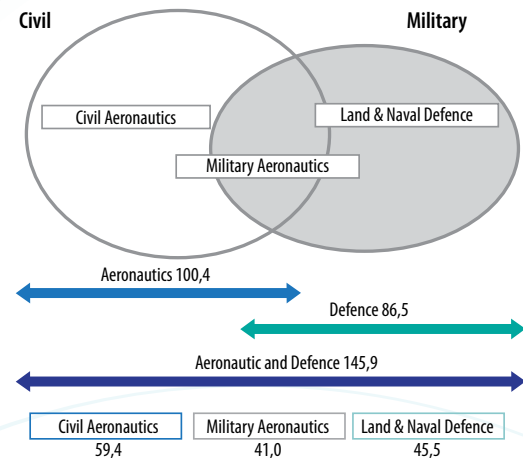 Civil
Military
Civil Aeronautics
Land & Naval Defence
Military Aeronautics
Aeronautics 100,4
Defence 86,5
Aeronautic and Defence 145,9
Civil Aeronautics
Military Aeronautics
Land & Naval Defence
59,4
41,0
45,5